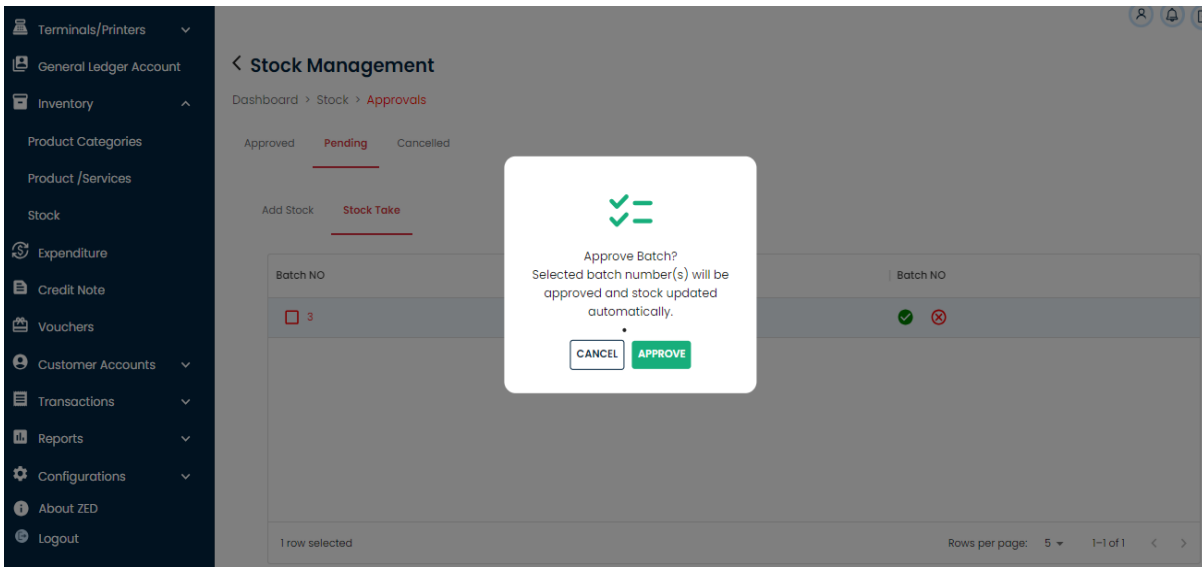 Terminals/Printers
General Ledger Account
Inventory
Product Categories
Product /Services
Stock
Expenditure
Credit Note
Vouchers
Customer Accounts
Transactions
Reports
Configurations
About ZED
Logout
Stock Management
Dashboard > Stock > Approvals
Approved Pending Cancelled
Add Stock Stock Take
Batch NO Batch NO
3
1 row selected Rows per page: 5 1–1 of 1
Approve Batch?
Selected batch number(s) will be
approved and stock updated
automatically.
CANCEL APPROVE